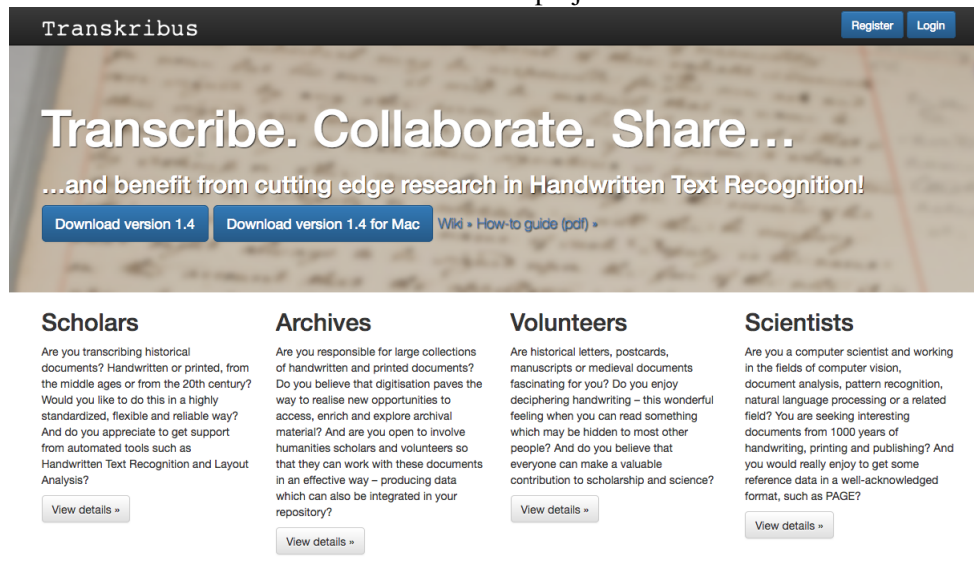 Transkribus
Register Login
Transcribe. Collaborate. Share...
...and benefit from cutting edge research in Handwritten Text Recognition!
Download version 1.4 Download version 1.4 for Mac Wiki » How-to guide (pdf) »
Scholars
Are you transcribing historical
documents? Handwritten or printed, from
the middle ages or from the 20th century?
Would you like to do this in a highly
standardized, flexible and reliable way?
And do you appreciate to get support
from automated tools such as
Handwritten Text Recognition and Layout
Analysis?
View details »
Archives
Are you responsible for large collections
of handwritten and printed documents?
Do you believe that digitisation paves the
way to realise new opportunities to
access, enrich and explore archival
material? And are you open to involve
humanities scholars and volunteers so
that they can work with these documents
in an effective way – producing data
which can also be integrated in your
repository?
View details »
Volunteers
Are historical letters, postcards,
manuscripts or medieval documents
fascinating for you? Do you enjoy
deciphering handwriting – this wonderful
feeling when you can read something
which may be hidden to most other
people? And do you believe that
everyone can make a valuable
contribution to scholarship and science?
View details »
Scientists
Are you a computer scientist and working
in the fields of computer vision,
document analysis, pattern recognition,
natural language processing or a related
field? You are seeking interesting
documents from 1000 years of
handwriting, printing and publishing? And
you would really enjoy to get some
reference data in a well-acknowledged
format, such as PAGE?
View details »